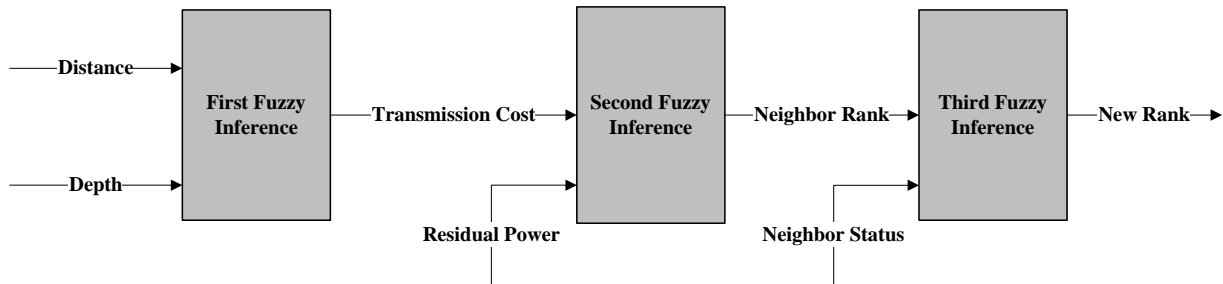 Distance
First Fuzzy
Inference
Depth
Transmission Cost
Second Fuzzy
Inference
Residual Power
Neighbor Rank
Third Fuzzy
Inference
Neighbor Status
New Rank